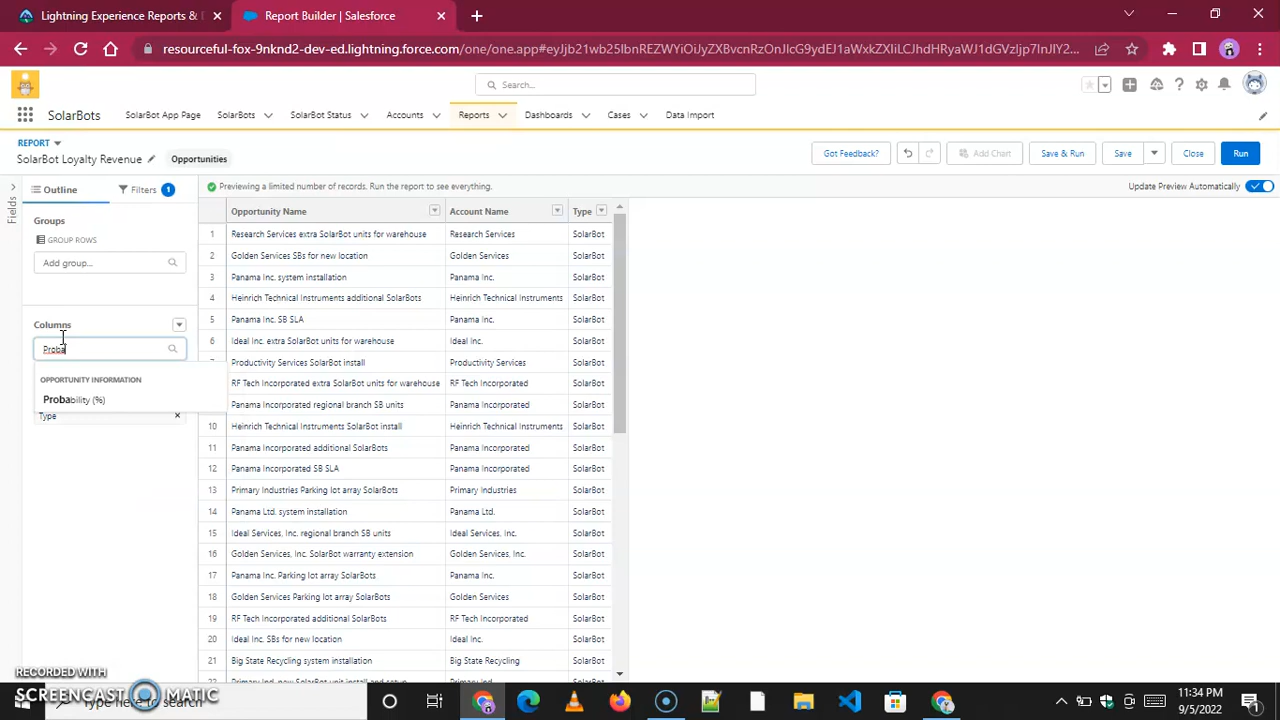 Lightning Experience Reports &
Report Builder | Salesforce
resourceful-fox-9nknd2-dev-ed.lightning.force.com/one/one.app#
Search...
SolarBots
SolarBot App Page
SolarBots
SolarBot Status
Accounts
Reports
Dashboards
Cases
Data Import
REPORT
SolarBot Loyalty Revenue
Opportunities
Got Feedback?
Add Chart
Save & Run
Save
Close
Run
Fields
Outline
Filters 1
Previewing a limited number of records. Run the report to see everything.
Update Preview Automatically
Groups
GROUP ROWS
Add group...
Columns
Proba
OPPORTUNITY INFORMATION
Probability (%)
Type
Opportunity Name Account Name Type
1 Research Services extra SolarBot units for warehouse Research Services SolarBot
2 Golden Services SBs for new location Golden Services SolarBot
3 Panama Inc. system installation Panama Inc. SolarBot
4 Heinrich Technical Instruments additional SolarBots Heinrich Technical Instruments SolarBot
5 Panama Inc. SB SLA Panama Inc. SolarBot
6 Ideal Inc. extra SolarBot units for warehouse Ideal Inc. SolarBot
7 Productivity Services SolarBot install Productivity Services SolarBot
RF Tech Incorporated extra SolarBot units for warehouse RF Tech Incorporated SolarBot
Panama Incorporated regional branch SB units Panama Incorporated SolarBot
10 Heinrich Technical Instruments SolarBot install Heinrich Technical Instruments SolarBot
11 Panama Incorporated additional SolarBots Panama Incorporated SolarBot
12 Panama Incorporated SB SLA Panama Incorporated SolarBot
13 Primary Industries Parking lot array SolarBots Primary Industries SolarBot
14 Panama Ltd. system installation Panama Ltd. SolarBot
15 Ideal Services, Inc. regional branch SB units Ideal Services, Inc. SolarBot
16 Golden Services, Inc. SolarBot warranty extension Golden Services, Inc. SolarBot
17 Panama Inc. Parking lot array SolarBots Panama Inc. SolarBot
18 Golden Services Parking lot array SolarBots Golden Services SolarBot
19 RF Tech Incorporated additional SolarBots RF Tech Incorporated SolarBot
20 Ideal Inc. SBs for new location Ideal Inc. SolarBot
21 Big State Recycling system installation Big State Recycling SolarBot
RECORDED WITH
SCREENCAST MATIC
Type here to search
11:34 PM
9/5/2022
1